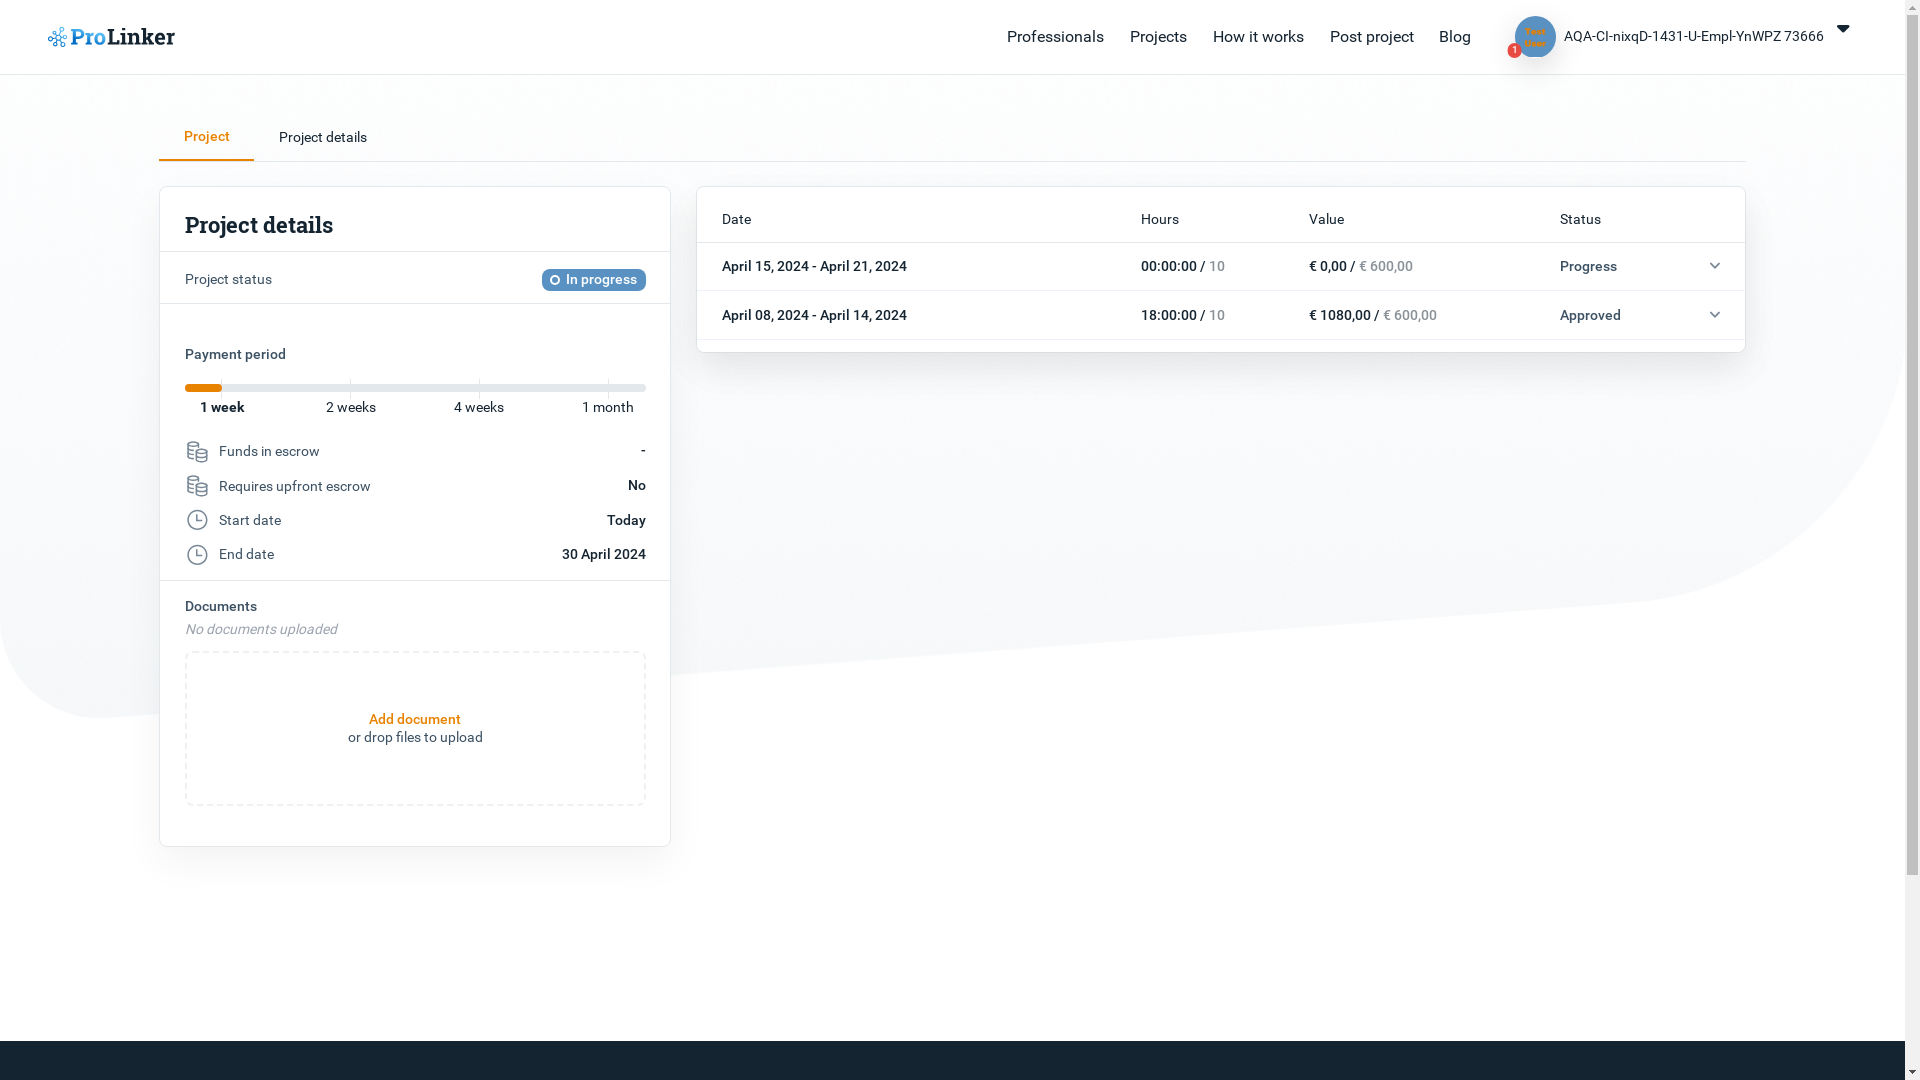 ProLinker
Professionals
Projects
How it works
Post project
Blog
Test
User
1
AQA-CI-nixqD-1431-U-Empl-YnWPZ 73666
Project
Project details
Project details
Project status
In progress
Payment period
1 week
2 weeks
4 weeks
1 month
Funds in escrow
-
Requires upfront escrow
No
Start date
Today
End date
30 April 2024
Documents
No documents uploaded
Add document
or drop files to upload
Date Hours Value Status
April 15, 2024 - April 21, 2024 00:00:00 / 10 € 0,00 / € 600,00 Progress
April 08, 2024 - April 14, 2024 18:00:00 / 10 € 1080,00 / € 600,00 Approved